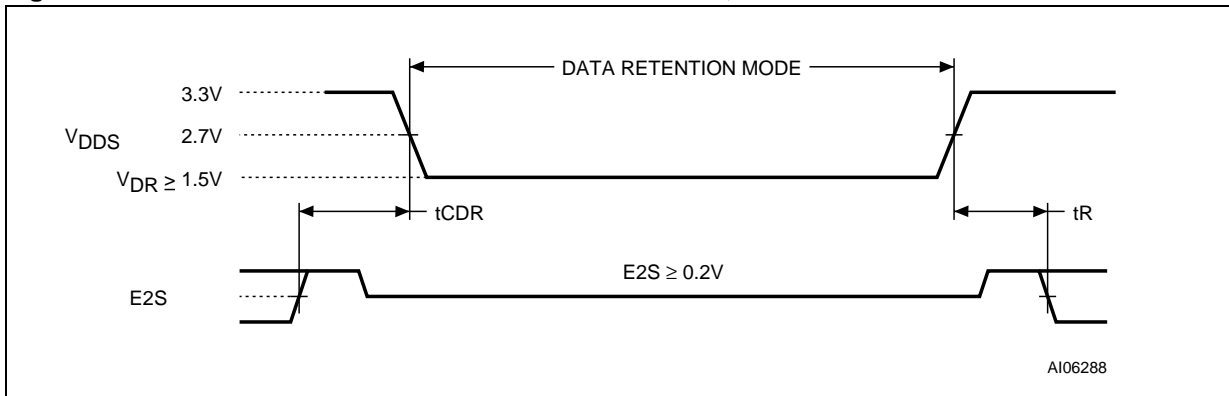 DATA RETENTION MODE
3.3V
VDDS 2.7V
VDR ≥ 1.5V
tCDR
tR
E2S ≥ 0.2V
E2S
AI06288